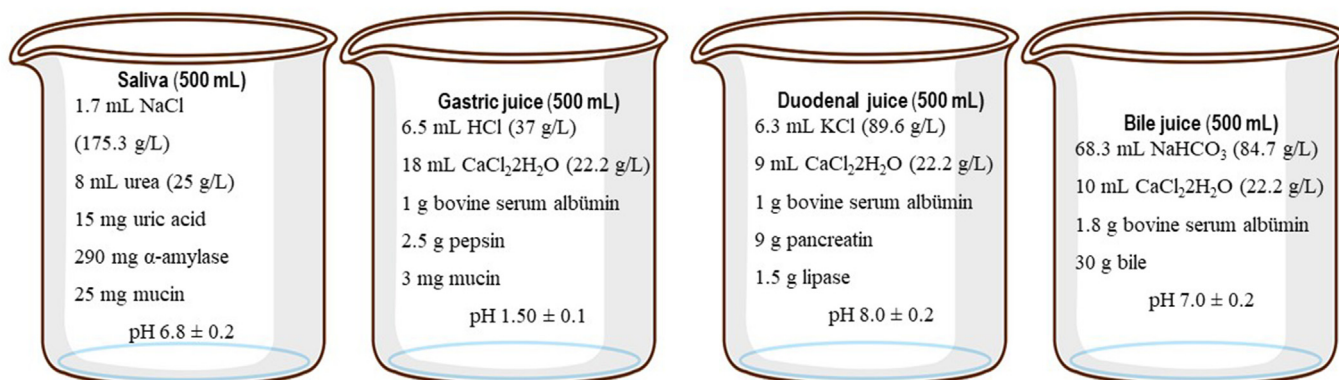 Saliva (500 mL)
1.7 mL NaCl
(175.3 g/L)
8 mL urea (25 g/L)
15 mg uric acid
290 mg α-amylase
25 mg mucin
pH 6.8 ± 0.2
Gastric juice (500 mL)
6.5 mL HCl (37 g/L)
18 mL CaCl₂2H₂O (22.2 g/L)
1 g bovine serum albümin
2.5 g pepsin
3 mg mucin
pH 1.50 ± 0.1
Duodenal juice (500 mL)
6.3 mL KCl (89.6 g/L)
9 mL CaCl₂2H₂O (22.2 g/L)
1 g bovine serum albümin
9 g pancreatin
1.5 g lipase
pH 8.0 ± 0.2
Bile juice (500 mL)
68.3 mL NaHCO₃ (84.7 g/L)
10 mL CaCl₂2H₂O (22.2 g/L)
1.8 g bovine serum albümin
30 g bile
pH 7.0 ± 0.2